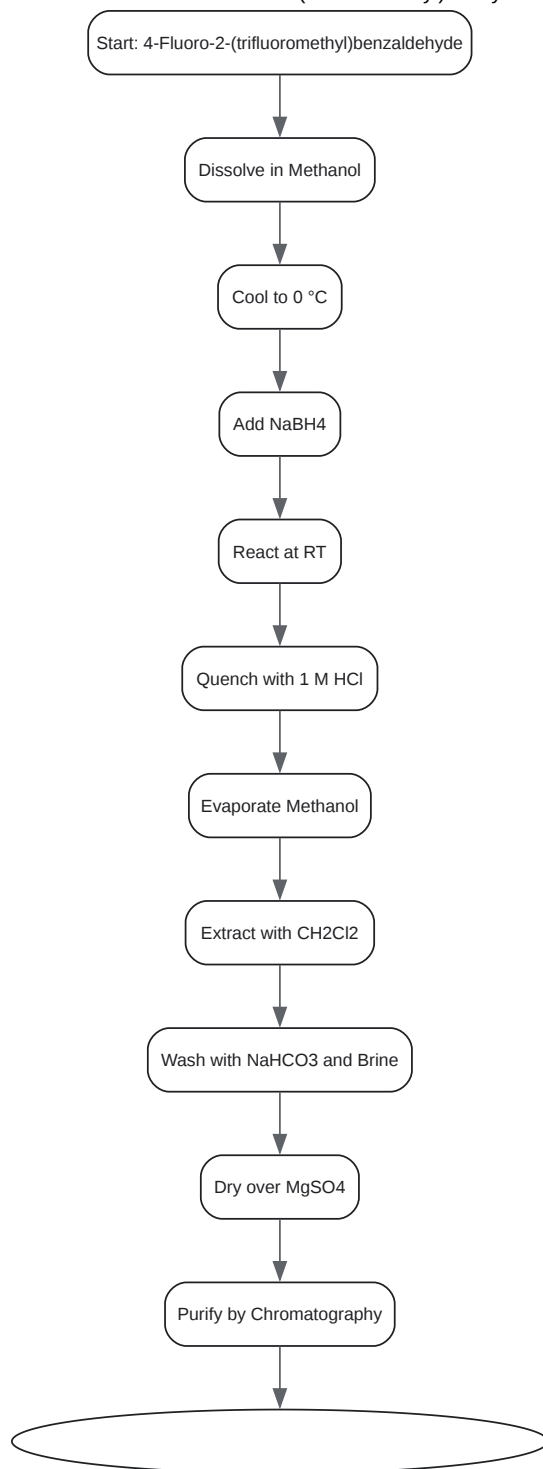 Start: 4-Fluoro-2-(trifluoromethyl)benzaldehyde
Dissolve in Methanol
Cool to 0 °C
Add NaBH4
React at RT
Quench with 1 M HCl
Evaporate Methanol
Extract with CH2Cl2
Wash with NaHCO3 and Brine
Dry over MgSO4
Purify by Chromatography